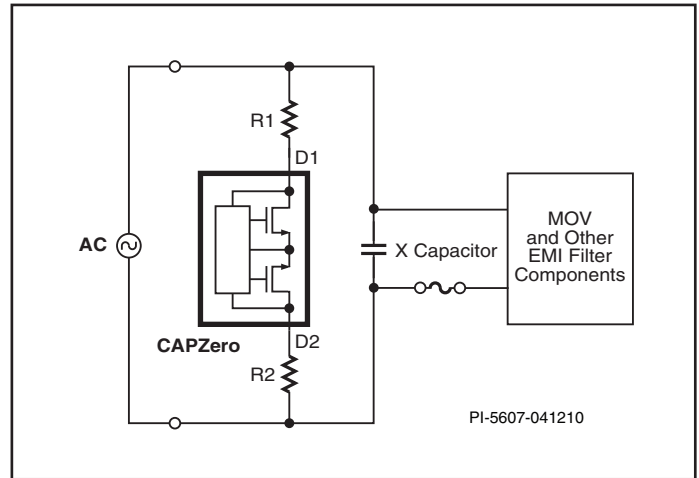 R1
D1
AC
X Capacitor
MOV
and Other
EMI Filter
Components
CAPZero
D2
R2
PI-5607-041210